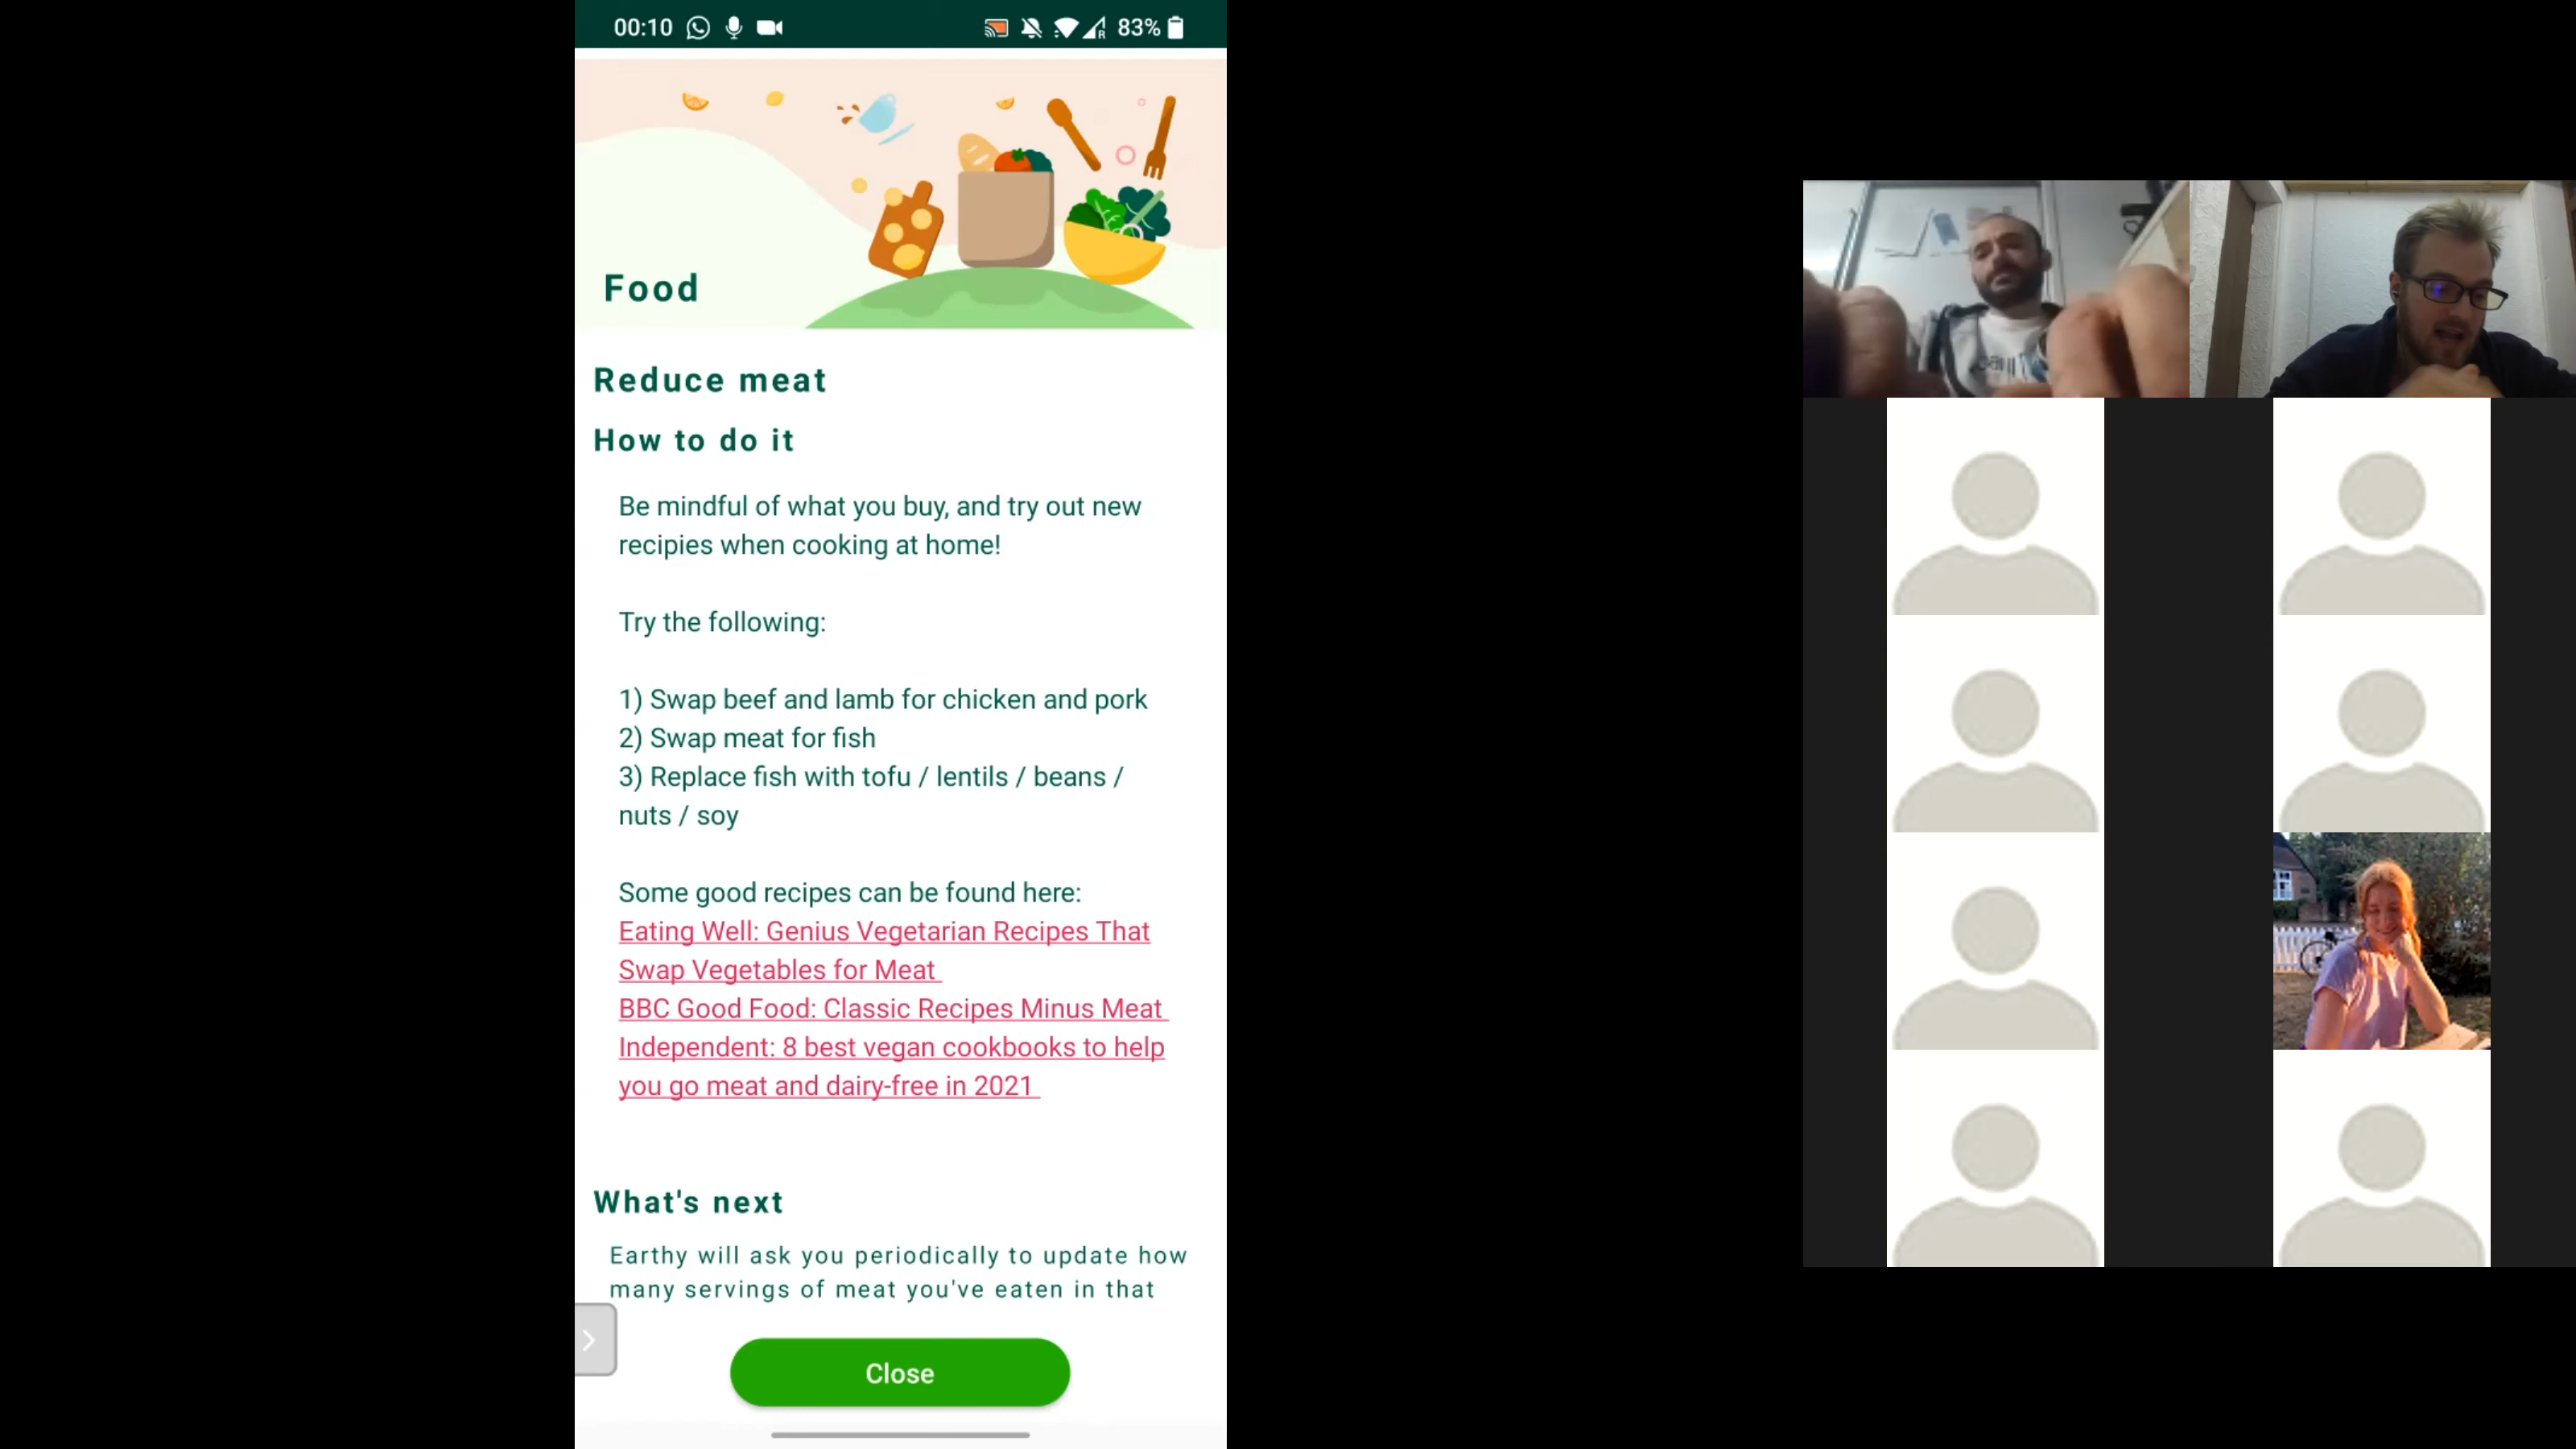 00:10
83%
Food
Reduce meat
How to do it
Be mindful of what you buy, and try out new
recipies when cooking at home!
Try the following:
1) Swap beef and lamb for chicken and pork
2) Swap meat for fish
3) Replace fish with tofu / lentils / beans /
nuts / soy
Some good recipes can be found here:
Eating Well: Genius Vegetarian Recipes That
Swap Vegetables for Meat
BBC Good Food: Classic Recipes Minus Meat
Independent: 8 best vegan cookbooks to help
you go meat and dairy-free in 2021
What's next
Earthy will ask you periodically to update how
many servings of meat you've eaten in that
Close